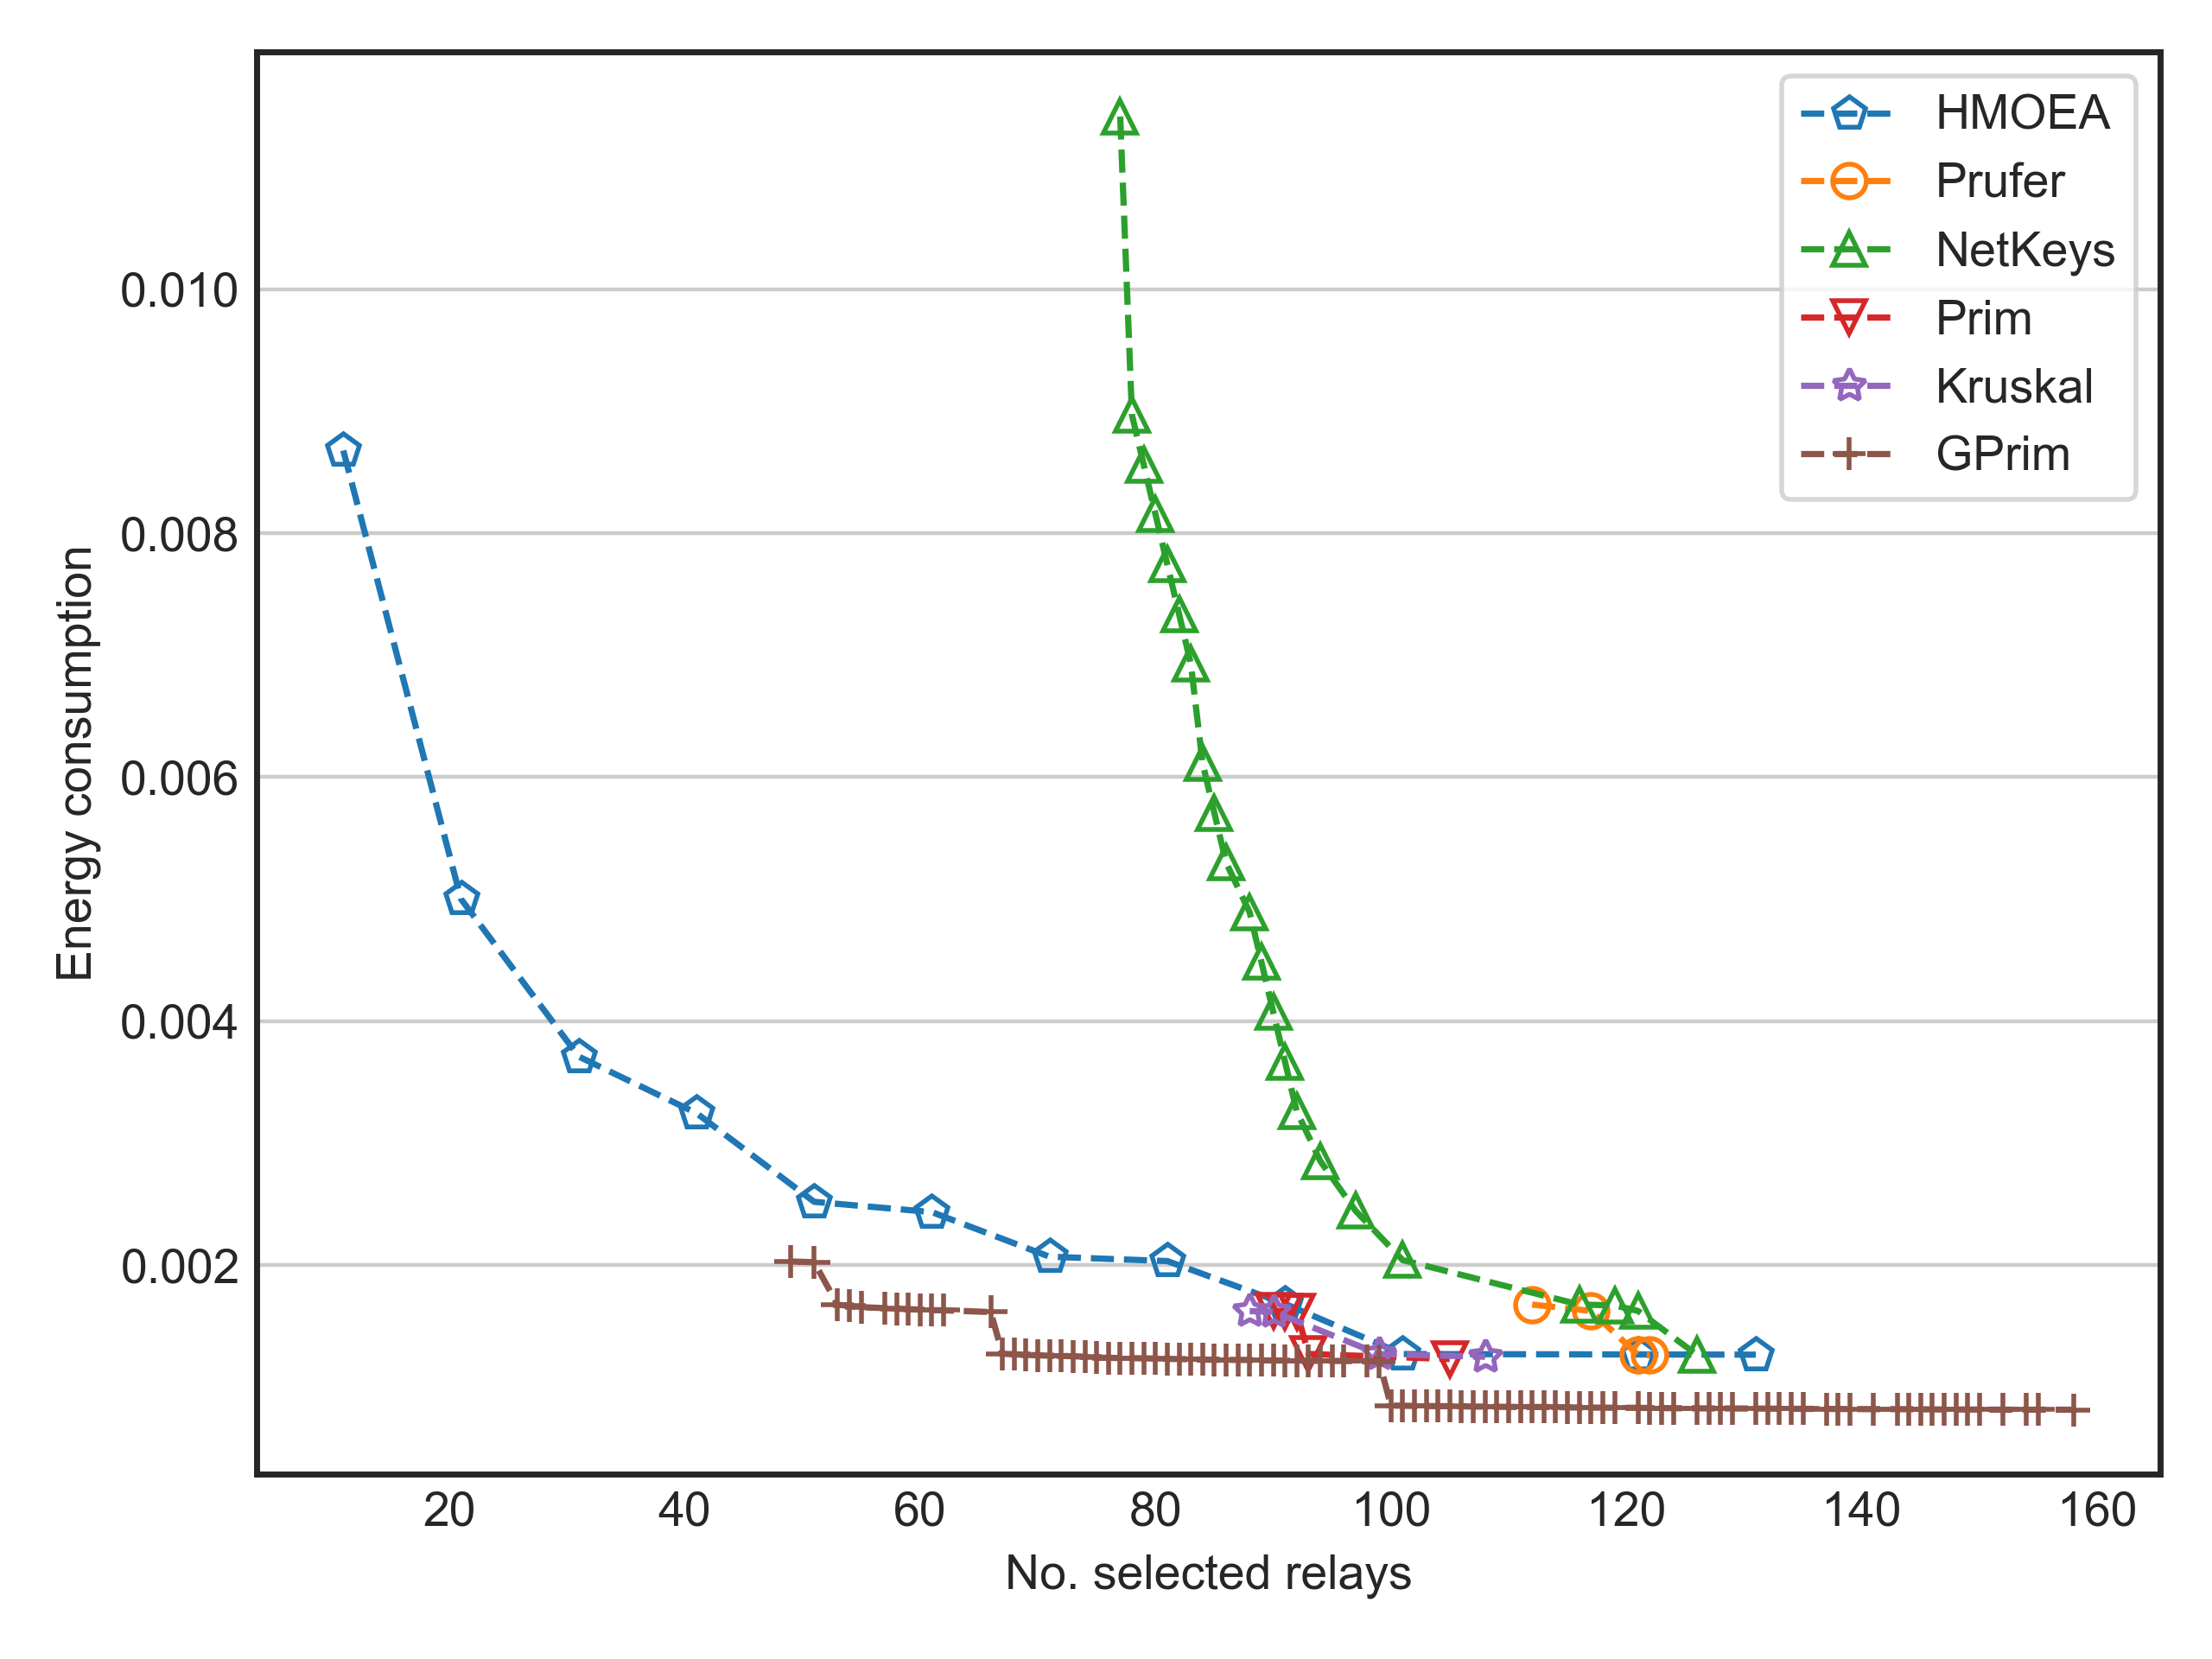 HMOEA
Prufer
NetKeys
Prim
Kruskal
GPrim
Energy consumption
0.010
0.008
0.006
0.004
0.002
20 40 60 80 100 120 140 160
No. selected relays